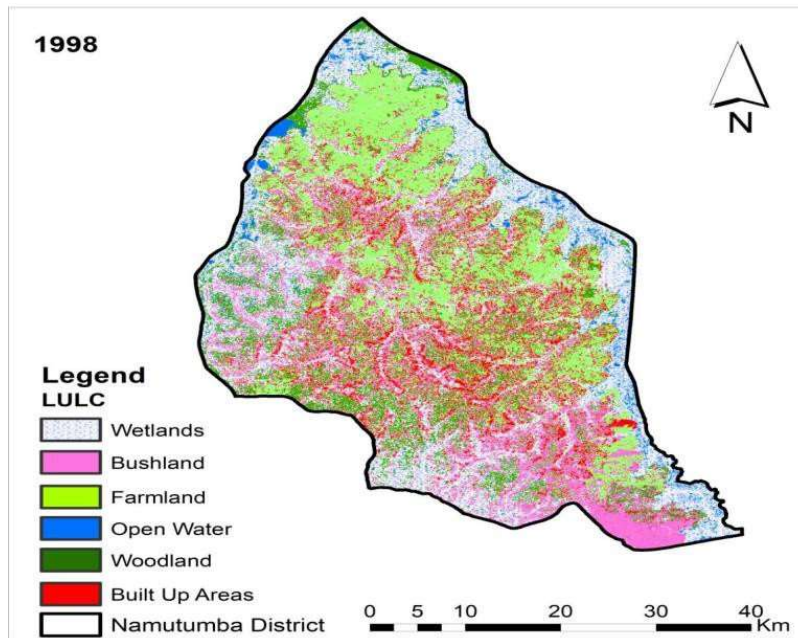 1998
N
Legend
LULC
Wetlands
Bushland
Farmland
Open Water
Woodland
Built Up Areas
Namutumba District
0 5 10 20 30 40
Km